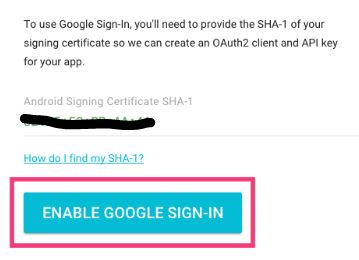 To use Google Sign-In, you'll need to provide the SHA-1 of your
signing certificate so we can create an OAuth2 client and API key
for your app.
Android Signing Certificate SHA-1
How do I find my SHA-1?
ENABLE GOOGLE SIGN-IN